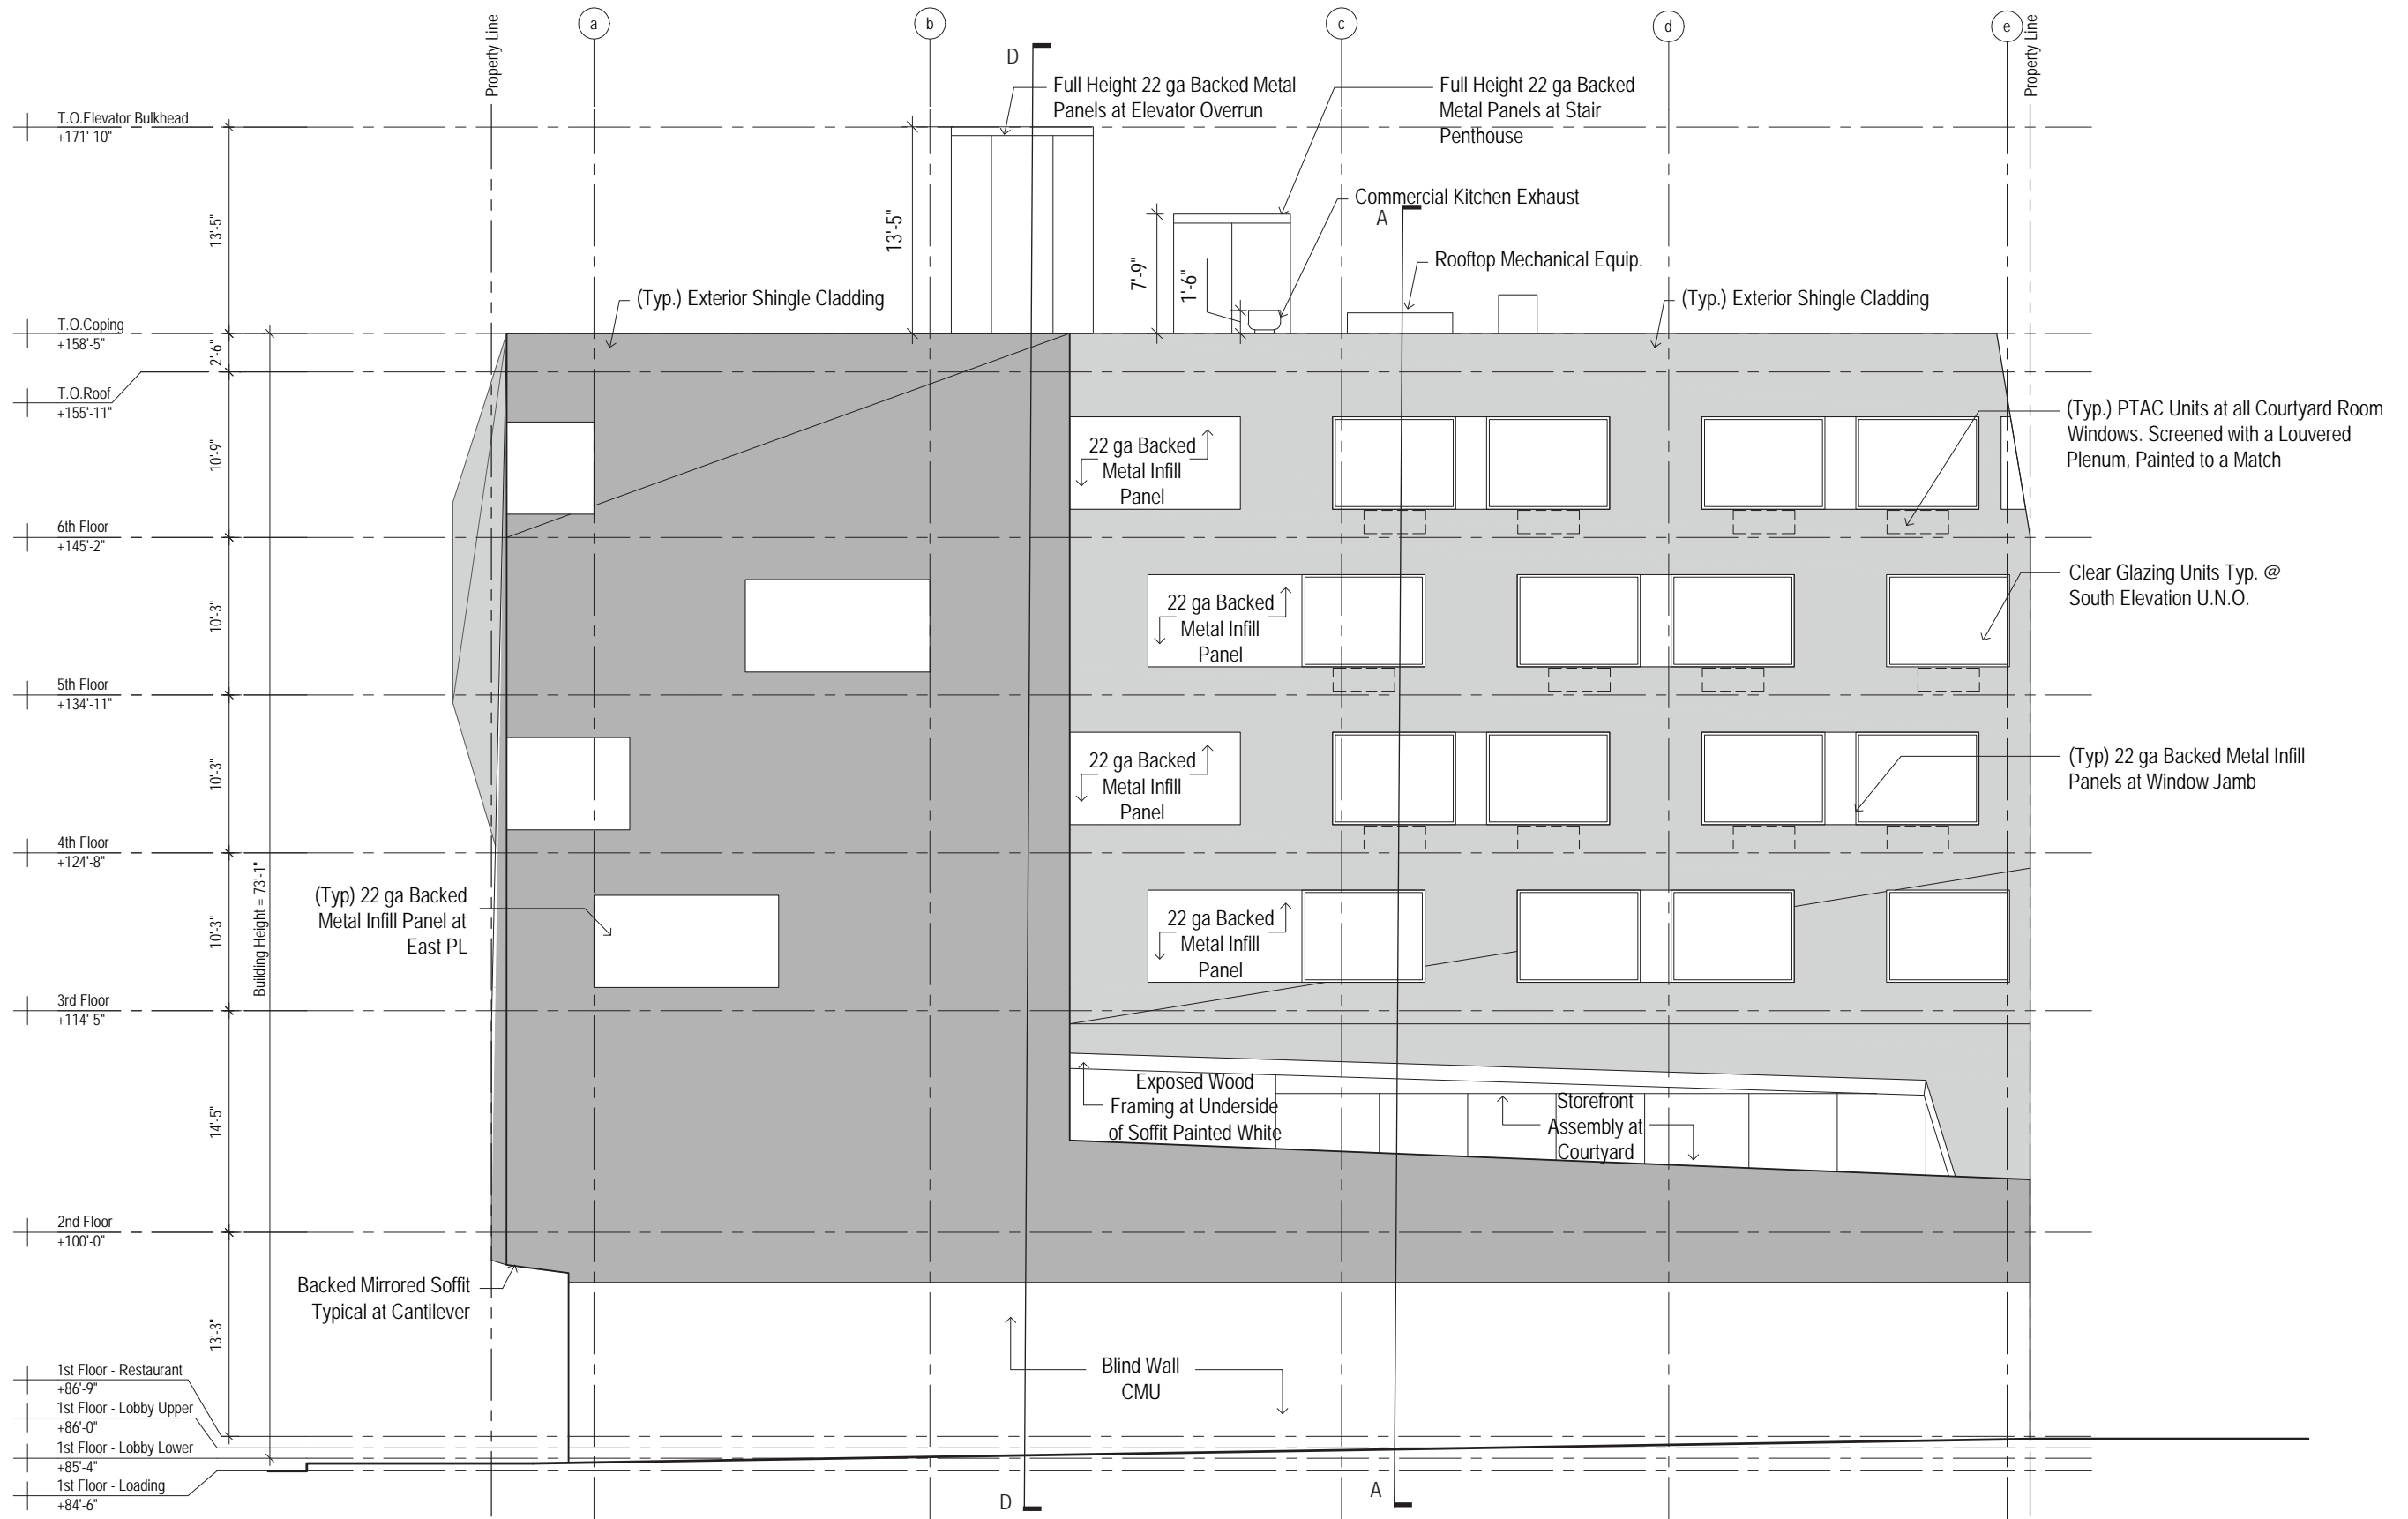 a
b
c
d
e
Property Line
Property Line
D
Full Height 22 ga Backed Metal
Panels at Elevator Overrun
Full Height 22 ga Backed
Metal Panels at Stair
Penthouse
T.O.Elevator Bulkhead
+171'-10"
Commercial Kitchen Exhaust
A
13'-5"
13'-5"
7'-9"
1'-6"
Rooftop Mechanical Equip.
(Typ.) Exterior Shingle Cladding
(Typ.) Exterior Shingle Cladding
T.O.Coping
+158'-5"
2'-6"
T.O.Roof
+155'-11"
(Typ.) PTAC Units at all Courtyard Room
Windows. Screened with a Louvered
Plenum, Painted to a Match
10'-9"
22 ga Backed
Metal Infill
Panel
6th Floor
+145'-2"
Clear Glazing Units Typ. @
South Elevation U.N.O.
10'-3"
22 ga Backed
Metal Infill
Panel
5th Floor
+134'-11"
10'-3"
22 ga Backed
Metal Infill
Panel
(Typ) 22 ga Backed Metal Infill
Panels at Window Jamb
4th Floor
+124'-8"
Building Height = 73'-1"
10'-3"
(Typ) 22 ga Backed
Metal Infill Panel at
East PL
22 ga Backed
Metal Infill
Panel
3rd Floor
+114'-5"
14'-5"
Exposed Wood
Framing at Underside
of Soffit Painted White
Storefront
Assembly at
Courtyard
2nd Floor
+100'-0"
Backed Mirrored Soffit
Typical at Cantilever
13'-3"
Blind Wall
CMU
1st Floor - Restaurant
+86'-9"
1st Floor - Lobby Upper
+86'-0"
1st Floor - Lobby Lower
+85'-4"
1st Floor - Loading
+84'-6"
D
A